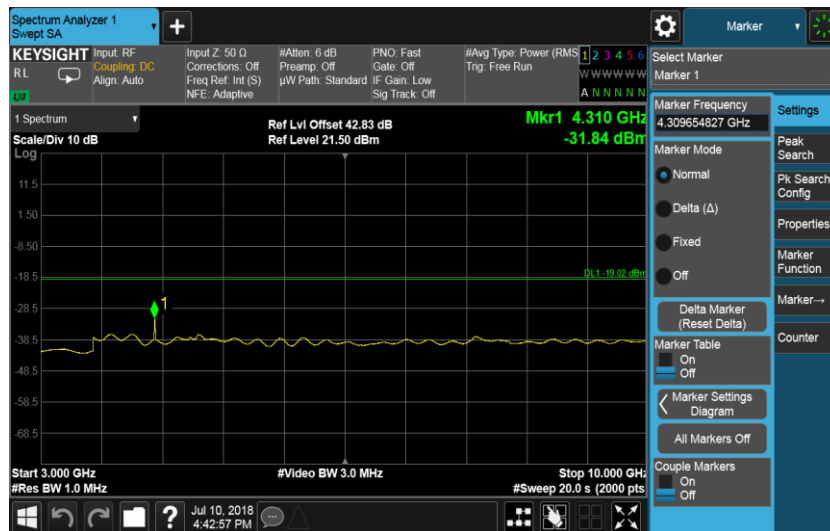 Spectrum Analyzer 1
Swept SA
+
Marker
KEYSIGHT
RL
LXI
Input: RF
Coupling: DC
Align: Auto
Input Z: 50 Ω
Corrections: Off
Freq Ref: Int (S)
NFE: Adaptive
#Atten: 6 dB
Preamp: Off
µW Path: Standard
PNO: Fast
Gate: Off
IF Gain: Low
Sig Track: Off
#Avg Type: Power (RMS
Trig: Free Run
1 2 3 4 5 6
W W W W W W
A N N N N N
Select Marker
Marker 1
1 Spectrum
Scale/Div 10 dB
Log
Ref Lvl Offset 42.83 dB
Ref Level 21.50 dBm
Mkr1 4.310 GHz
-31.84 dBm
11.5
1.50
-8.50
-18.5
-28.5
-38.5
-48.5
-58.5
-68.5
DL1 -19.02 dBm
1
Start 3.000 GHz
#Res BW 1.0 MHz
#Video BW 3.0 MHz
Stop 10.000 GHz
#Sweep 20.0 s (2000 pts
Marker Frequency
4.309654827 GHz
Marker Mode
Normal
Delta (Δ)
Fixed
Off
Delta Marker
(Reset Delta)
Marker Table
On
Off
Marker Settings
Diagram
All Markers Off
Couple Markers
On
Off
Settings
Peak
Search
Pk Search
Config
Properties
Marker
Function
Marker→
Counter
?
Jul 10, 2018
4:42:57 PM